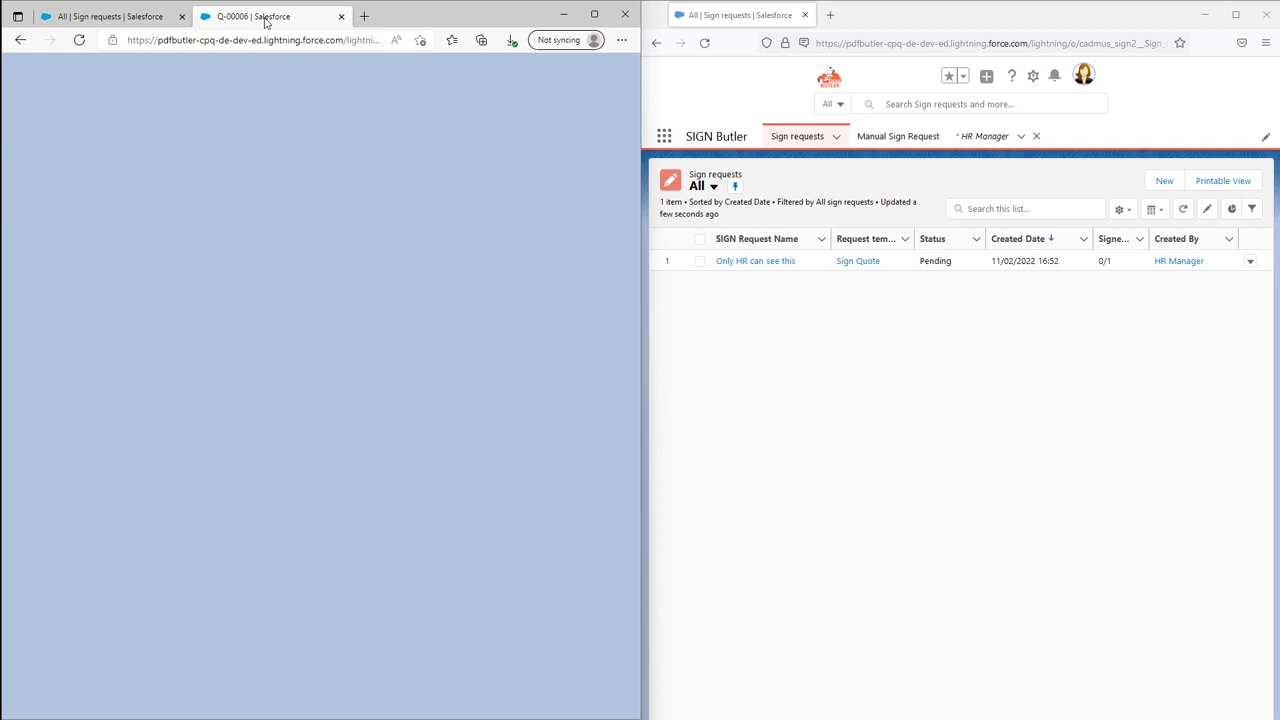 All | Sign requests | Salesforce
Q-00006 | Salesforce
https://pdfbutler-cpq-de-dev-ed.lightning.force.com/lightni...
Not syncing
All | Sign requests | Salesforce
https://pdfbutler-cpq-de-dev-ed.lightning.force.com/lightning/o/cadmus_sign2__Sign_
BUTLER
All
Search Sign requests and more...
SIGN Butler
Sign requests
Manual Sign Request
* HR Manager
Sign requests
All
New
Printable View
1 item • Sorted by Created Date • Filtered by All sign requests • Updated a
few seconds ago
Search this list...
SIGN Request Name
Request tem...
Status
Created Date
Signe...
Created By
1
Only HR can see this
Sign Quote
Pending
11/02/2022 16:52
0/1
HR Manager